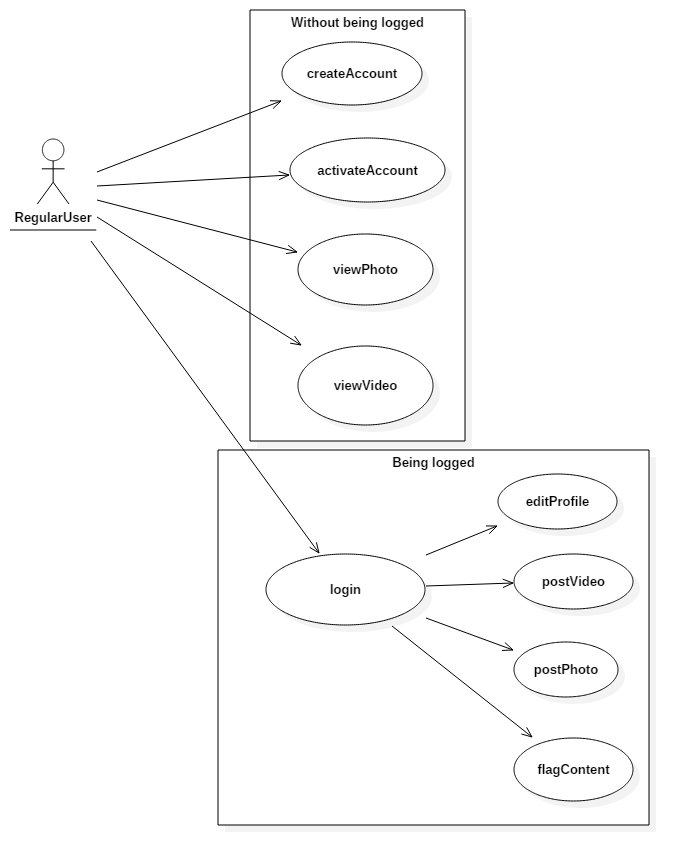 Without being logged
createAccount
activateAccount
RegularUser
viewPhoto
viewVideo
Being logged
editProfile
login
postVideo
postPhoto
flagContent